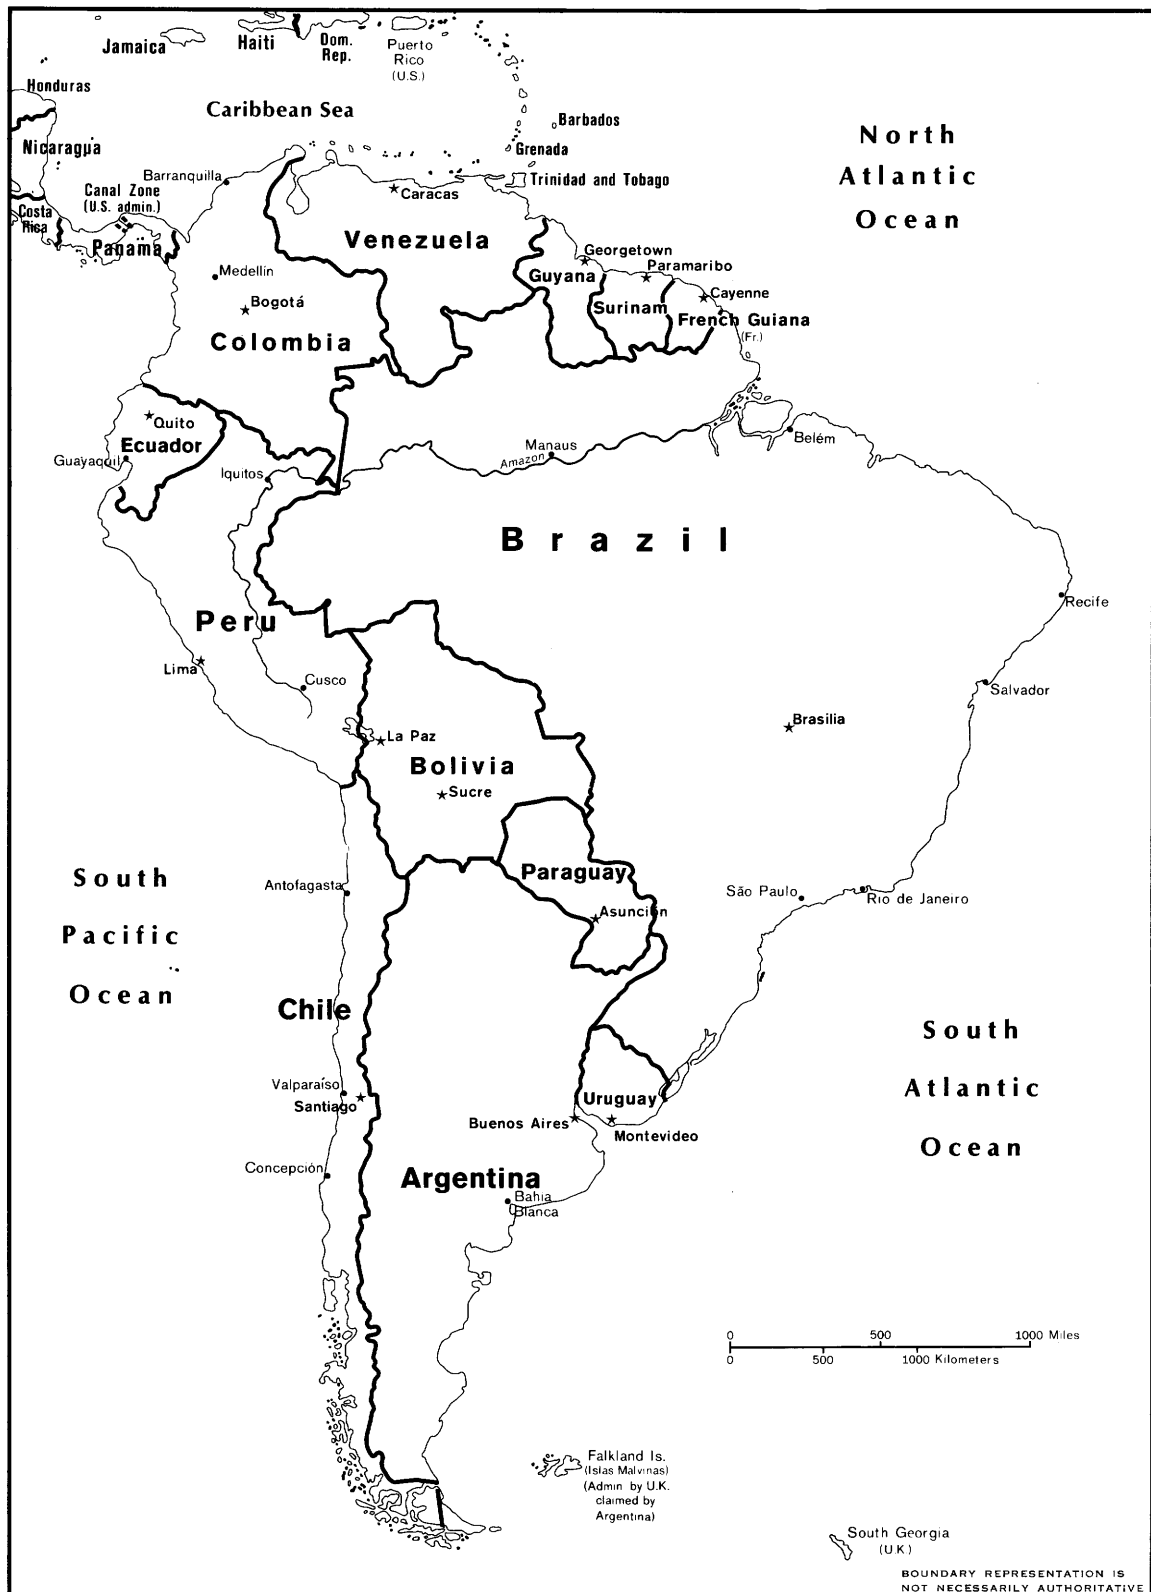 Jamaica
Haiti
Dom.
Rep.
Puerto
Rico
(U.S.)
Honduras
Caribbean Sea
Barbados
Nicaragua
Grenada
North
Atlantic
Ocean
Barranquilla
Trinidad and Tobago
Canal Zone
(U.S. admin.)
Caracas
Costa
Rica
Panama
Venezuela
Georgetown
Paramaribo
Medellín
Guyana
Cayenne
Bogotá
Surinam
French Guiana
(Fr.)
Colombia
Quito
Ecuador
Guayaquil
Iquitos
Manaus
Amazon
Belém
Brazil
Recife
Peru
Lima
Cusco
Salvador
Brasilia
La Paz
Bolivia
Sucre
South
Pacific
Ocean
Antofagasta
Paraguay
Asunción
São Paulo
Rio de Janeiro
Chile
South
Atlantic
Ocean
Valparaíso
Santiago
Uruguay
Buenos Aires
Montevideo
Concepción
Argentina
Bahia
Blanca
0 500 1000 Miles
0 500 1000 Kilometers
Falkland Is.
(Islas Malvinas)
(Admin by U.K.
claimed by
Argentina)
South Georgia
(U.K.)
BOUNDARY REPRESENTATION IS
NOT NECESSARILY AUTHORITATIVE